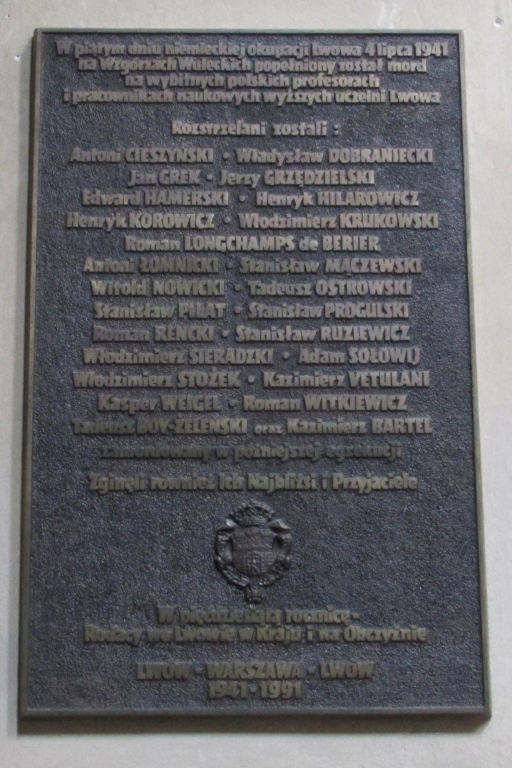 W piątym dniu niemieckiej okupacji Lwowa 4 lipca 1941
na Wzgórzach Wuleckich popełniony został mord
na wybitnych polskich profesorach
i pracownikach naukowych wyższych uczelni Lwowa
Rozstrzelani zostali :
Antoni CIESZYŃSKI • Władysław DOBRANIECKI
Jan GREK • Jerzy GRZĘDZIELSKI
Edward HAMERSKI • Henryk HILAROWICZ
Henryk KOROWICZ • Włodzimierz KRUKOWSKI
Roman LONGCHAMPS de BERIER
Antoni ŁOMNICKI • Stanisław MĄCZEWSKI
Witold NOWICKI • Tadeusz OSTROWSKI
Stanisław PIŁAT • Stanisław PROGULSKI
Roman RENCKI • Stanisław RUZIEWICZ
Włodzimierz SIERADZKI • Adam SOŁOWIJ
Włodzimierz STOŻEK • Kazimierz VETULANI
Kasper WEIGEL • Roman WITKIEWICZ
Tadeusz BOY-ŻELEŃSKI oraz Kazimierz BARTEL
zamordowany w późniejszej egzekucji
Zginęli również Ich Najbliżsi i Przyjaciele
W pięćdziesiątą rocznicę -
Rodacy we Lwowie w Kraju i na Obczyźnie
LWÓW - WARSZAWA - LWÓW
1941 - 1991